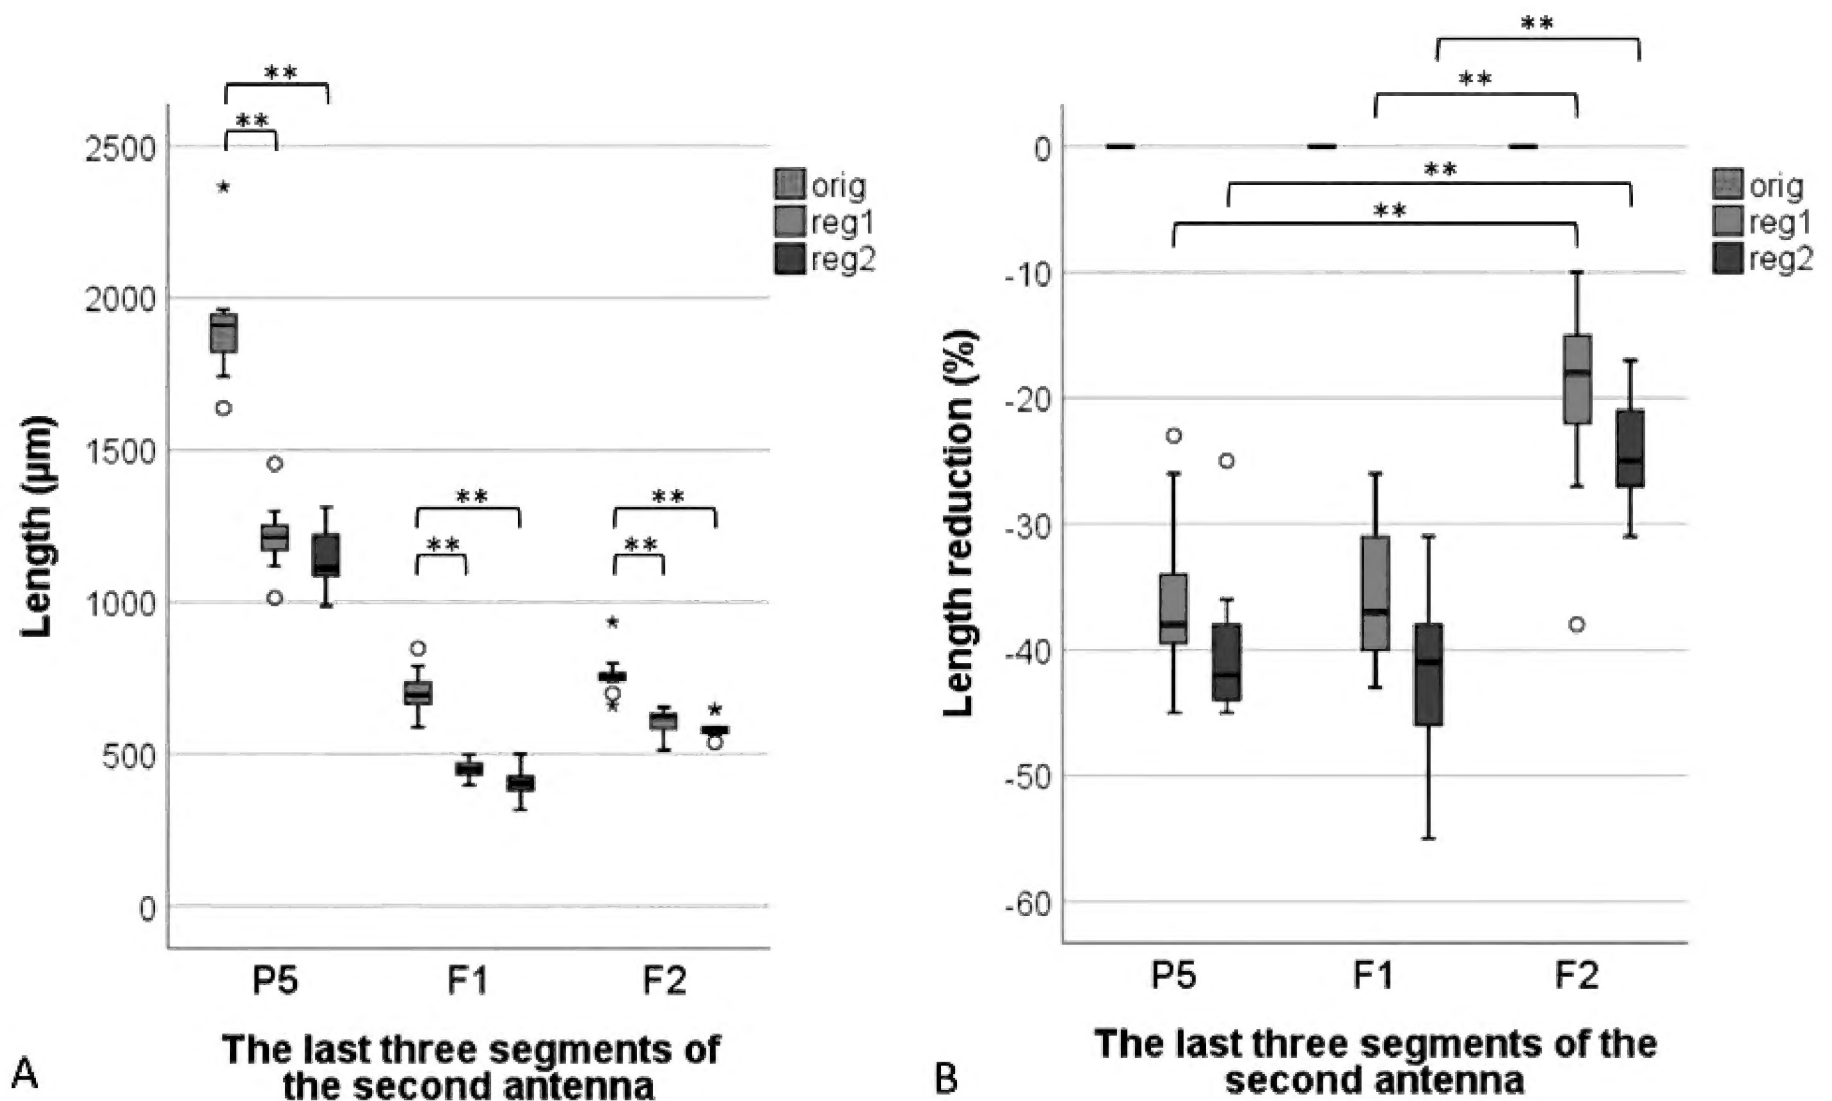 **
**
2500
2000
1500
1000
500
0
Length (µm)
orig
reg1
reg2
**
**
**
**
P5
F1
F2
The last three segments of
the second antenna
A
**
**
**
**
0
-10
-20
-30
-40
-50
-60
Length reduction (%)
orig
reg1
reg2
P5
F1
F2
The last three segments of the
second antenna
B